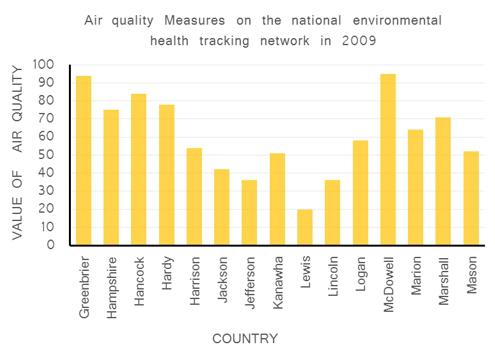 Air quality Measures on the national environmental
health tracking network in 2009
VALUE OF AIR QUALITY
100
90
80
70
60
50
40
30
20
10
0
Greenbrier
Hampshire
Hancock
Hardy
Harrison
Jackson
Jefferson
Kanawha
Lewis
Lincoln
Logan
McDowell
Marion
Marshall
Mason
COUNTRY